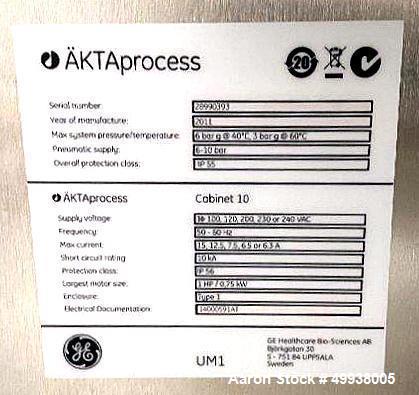 ÄKTAprocess
20
Serial number: 28990393
Year of manufacture: 2011
Max system pressure/temperature: 6 bar g @ 40°C, 3 bar g @ 60°C
Pneumatic supply: 6-10 bar
Overall protection class: IP 55
ÄKTAprocess Cabinet 10
Supply voltage 100, 120, 200, 230 or 240 VAC
Frequency: 50 - 60 Hz
Max current: 15, 12.5, 7.5, 6.5 or 6.3 A
Short circuit rating 10 kA
Protection class: IP 56
Largest motor size: 1 HP / 0,75 kW
Enclosure: Type 1
Electrical Documentation: 14000591AT
GE
UM1
GE Healthcare Bio-Sciences AB
Björkgatan 30
S - 751 84 UPPSALA
Sweden
Aaron Stock # 49938005